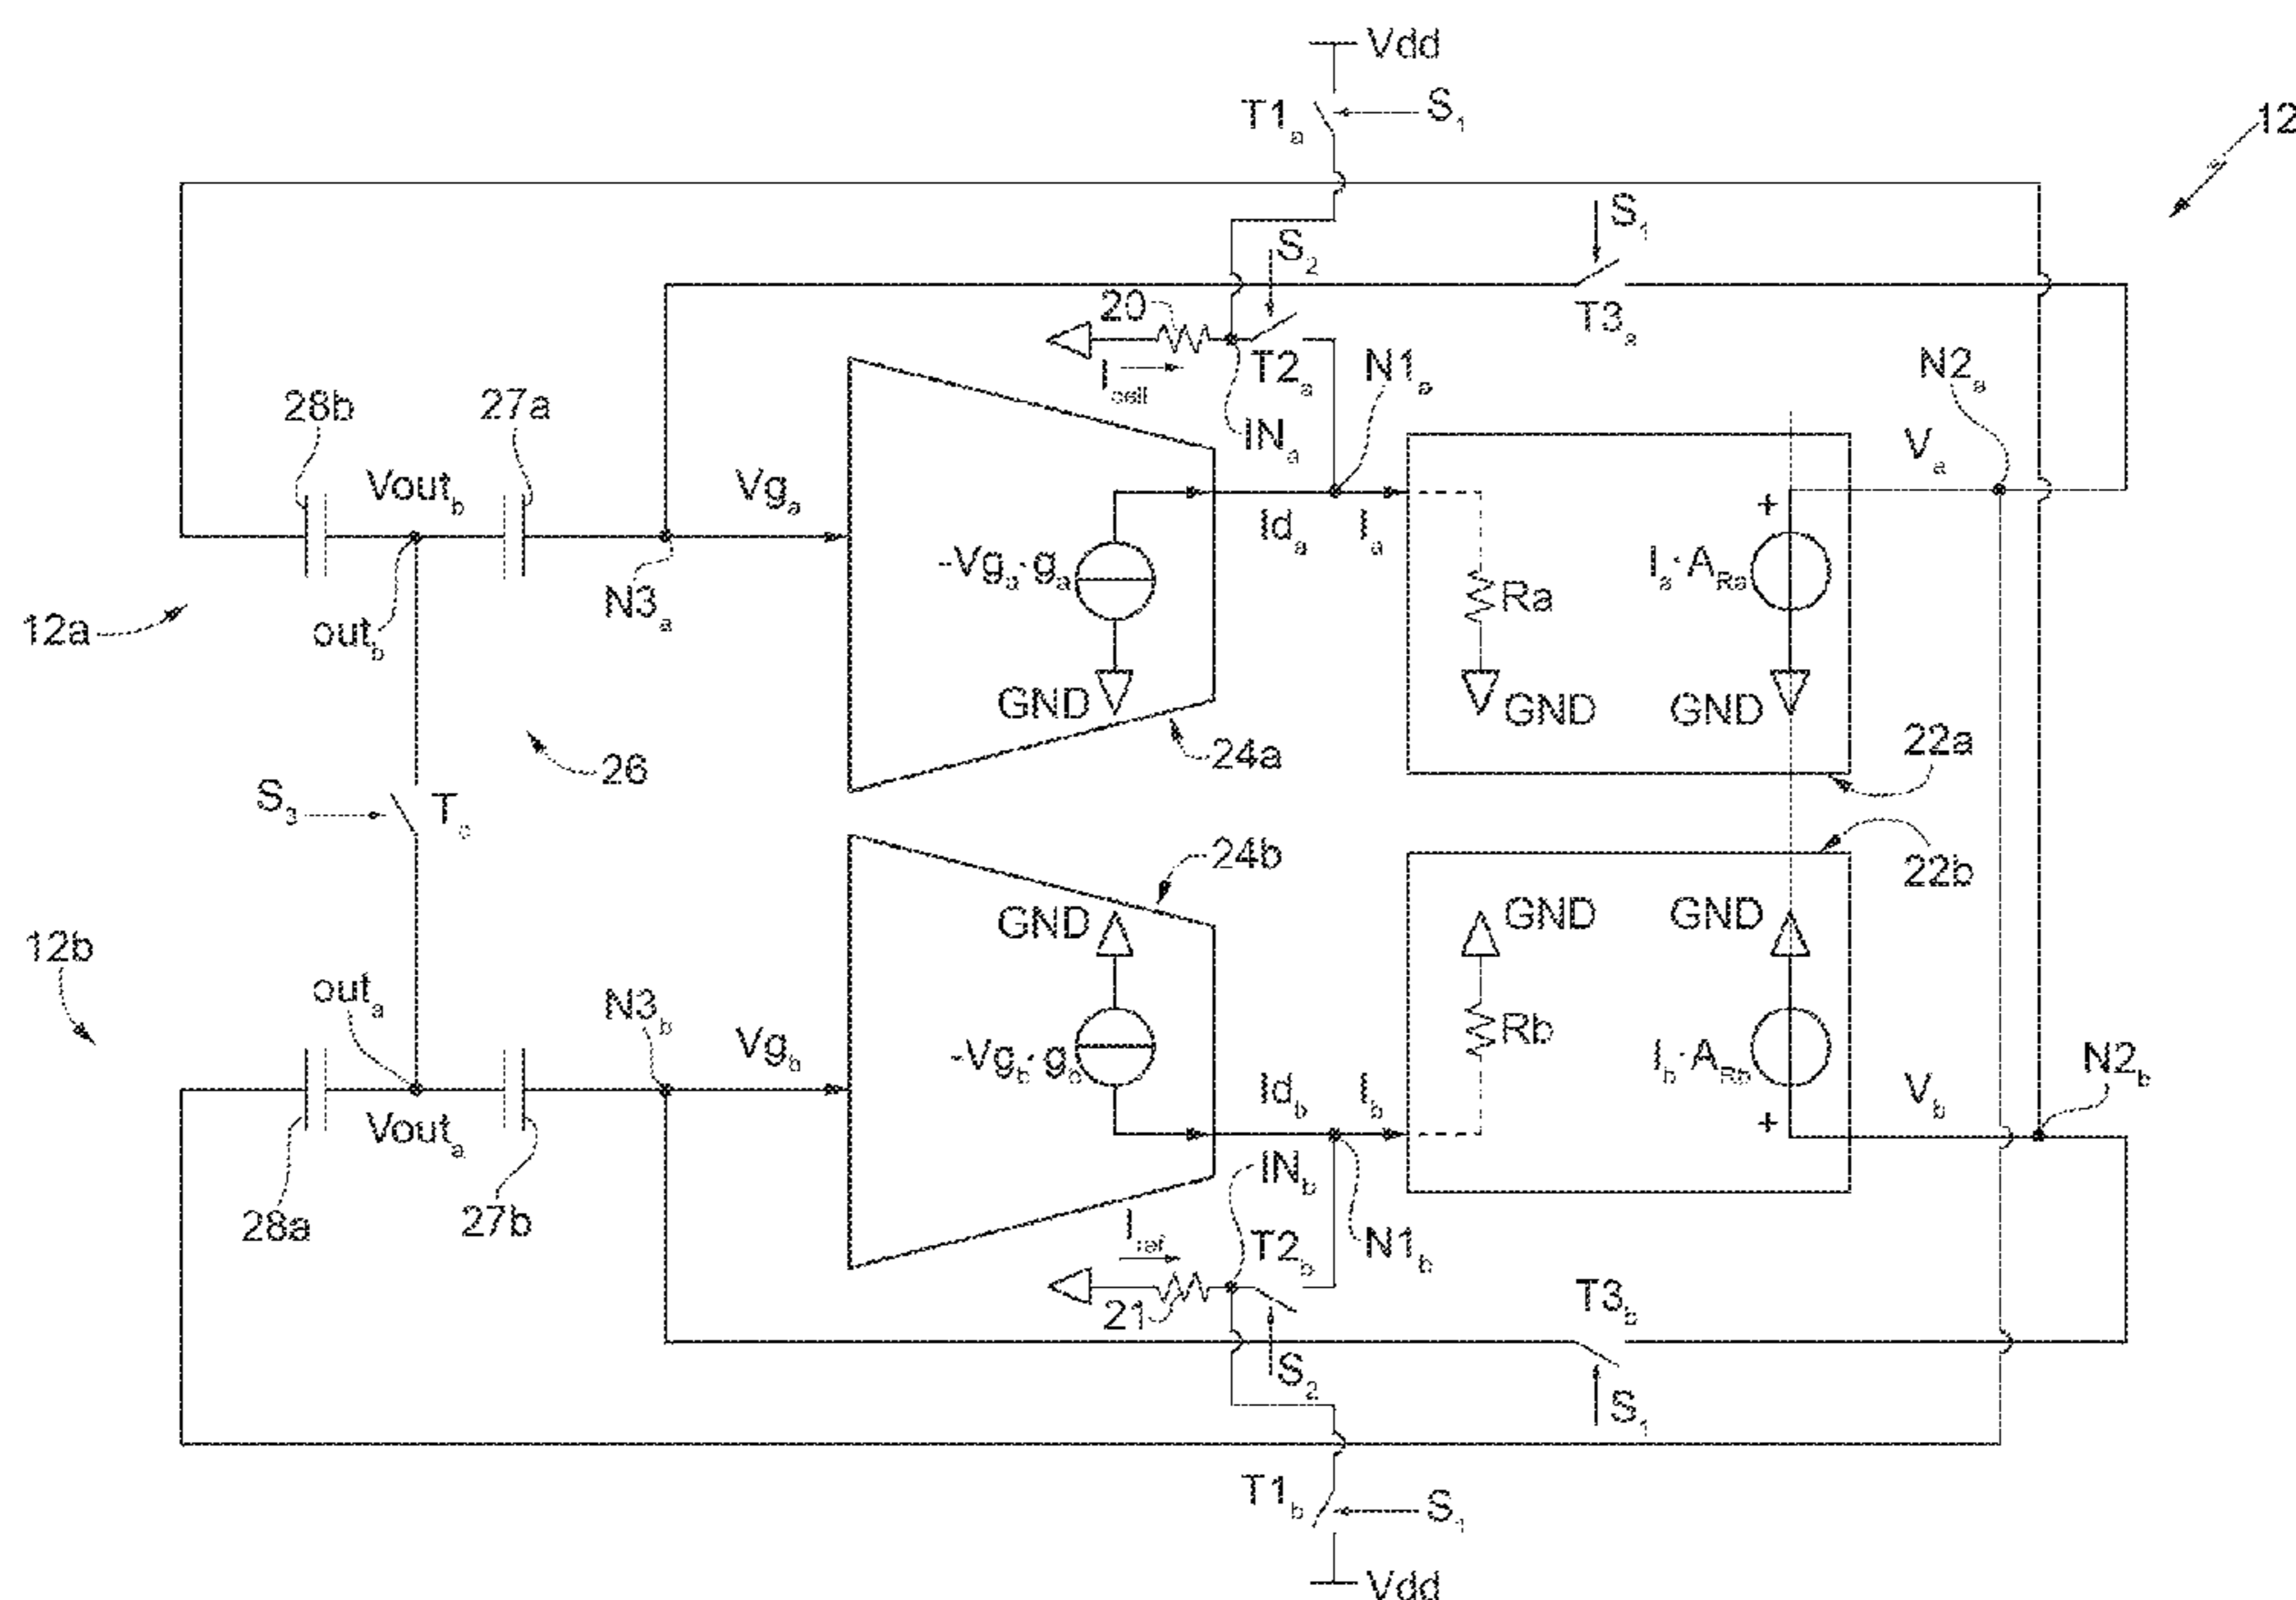 Vdd
T1a
S1
12
S1
S2
20
T3a
T2a
N1a
N2a
Icell
28b
27a
INa
Va
Voutb
Vga
Ida
Ia
+
-Vga·ga
Ia·ARa
Ra
N3a
outb
12a
GND
GND
GND
24a
22a
26
S3
Tc
24b
22b
GND
GND
GND
12b
outa
N3b
Vgb
-Vgb·gb
Rb
Ib·ARb
N2b
Idb
Ib
Vb
+
Vouta
INb
28a
27b
Iref
T2b
N1b
T3b
21
S2
S1
T1b
S1
Vdd